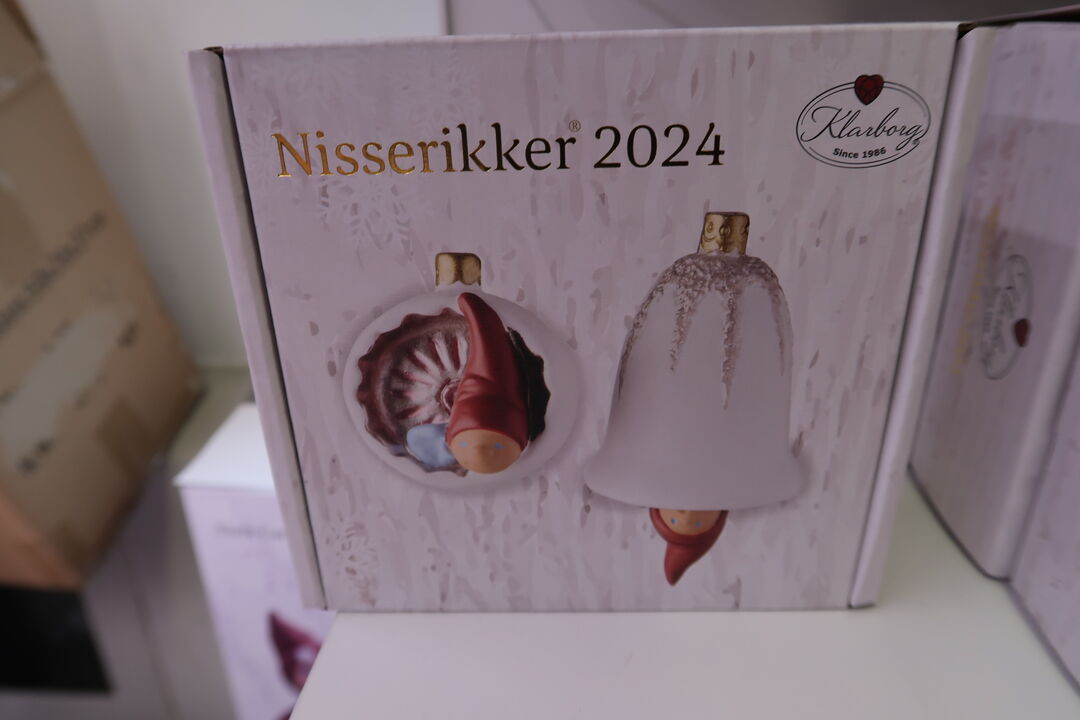 Nisserikker® 2024
Klarborg®
Since 1986